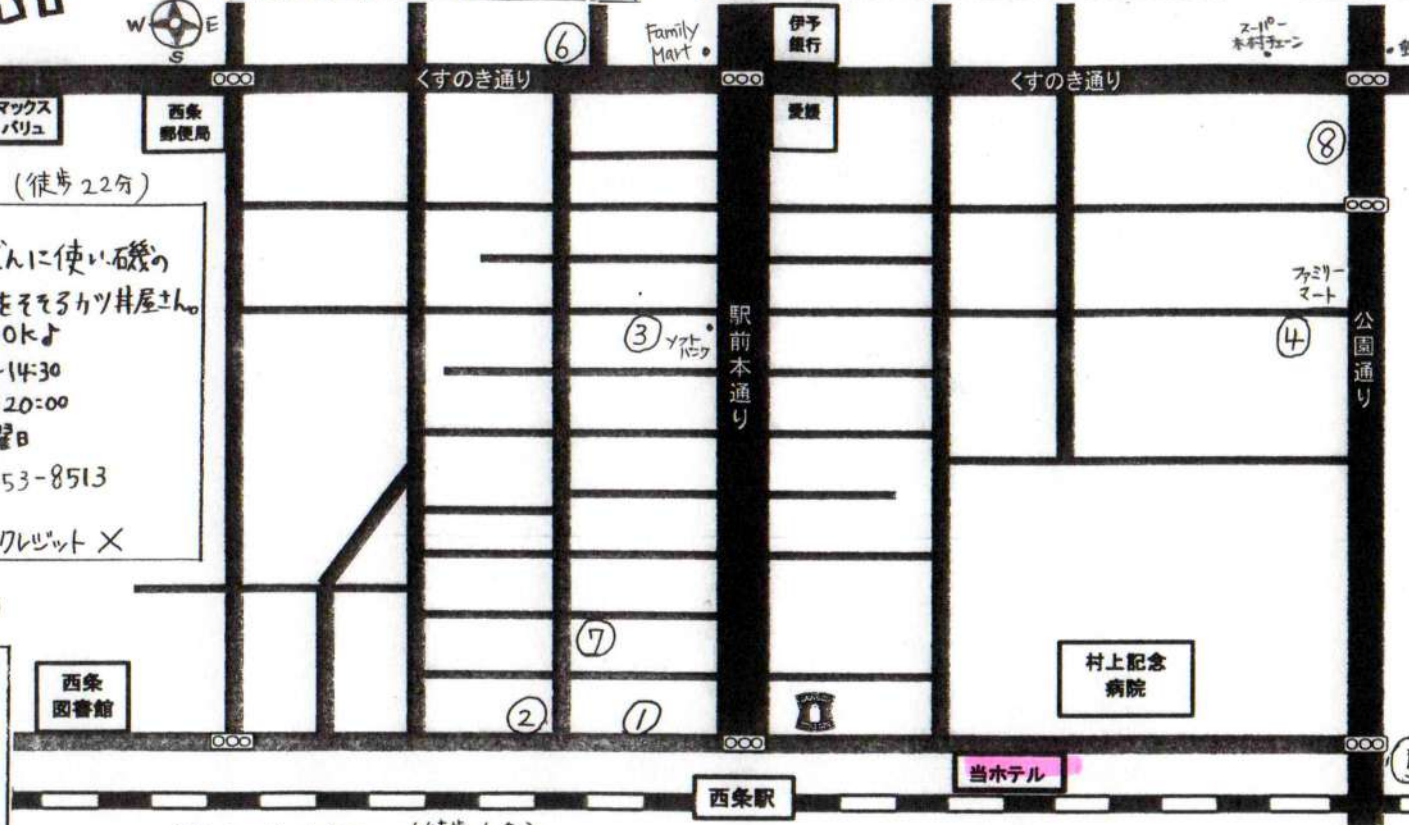 W E
S
⑥
Family
Mart
伊予
銀行
スーパー
木村チェーン
くすのき通り
くすのき通り
マックス
バリュ
西条
郵便局
愛媛
⑧
(徒歩22分)
んに使い磯の
をそそるカツ丼屋さん。
OK♪
-14:30
20:00
曜日
53-8513
クレジット ×
③
ソフト
バンク
駅前本通り
ファミリー
マート
④
公園通り
⑦
西条
図書館
②
①
村上記念
病院
当ホテル
西条駅